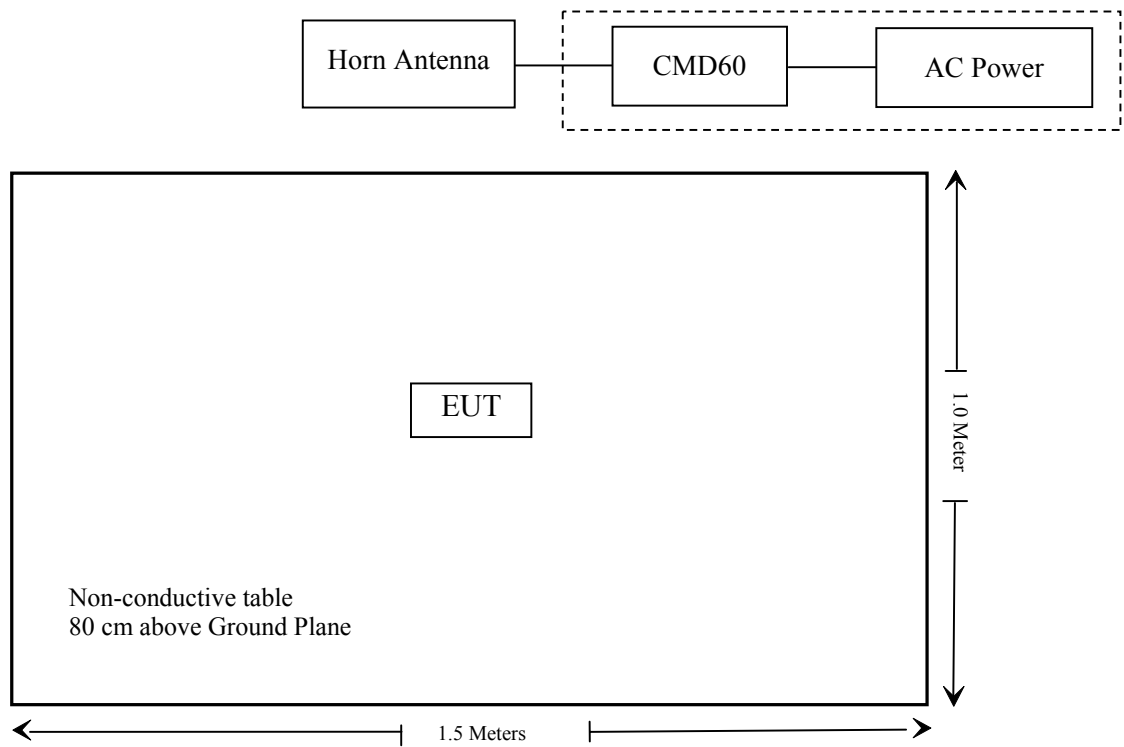 Horn Antenna
CMD60
AC Power
EUT
1.0 Meter
Non-conductive table
80 cm above Ground Plane
1.5 Meters